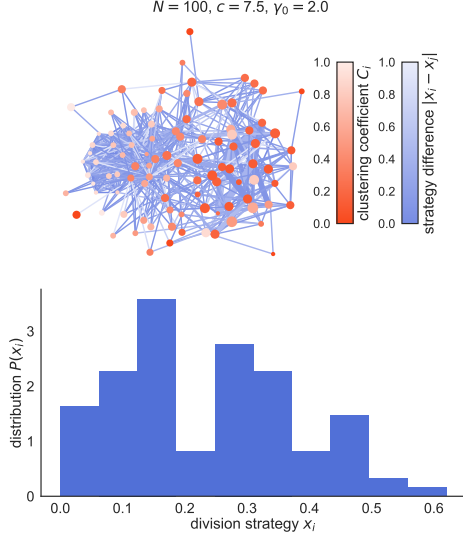 N = 100, c = 7.5, γ₀ = 2.0
1.0
0.8
0.6
0.4
0.2
0.0
clustering coefficient Cᵢ
1.0
0.8
0.6
0.4
0.2
0.0
strategy difference |xᵢ − xⱼ|
3
2
1
0
distribution P(xᵢ)
0.0 0.1 0.2 0.3 0.4 0.5 0.6
division strategy xᵢ